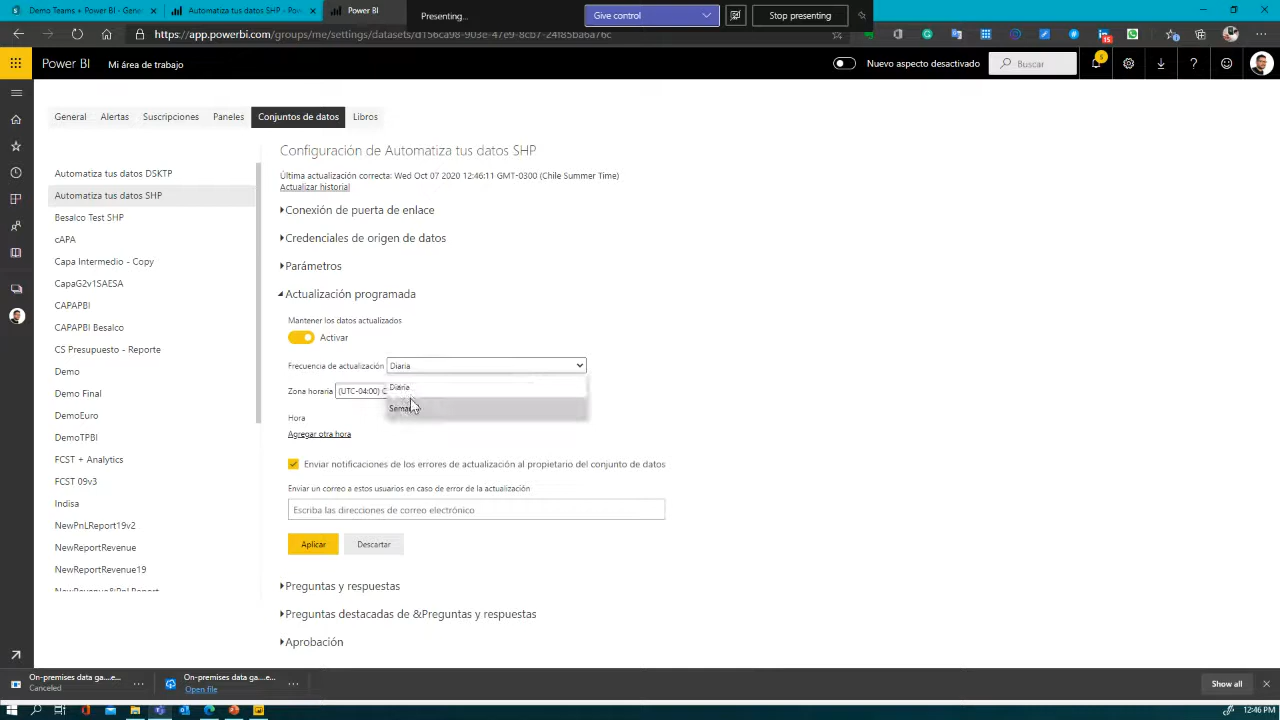 Demo Teams + Power BI - Gene
Automatiza tus datos SHP - Pow
Power BI
Presenting...
Give control
Stop presenting
https://app.powerbi.com/groups/me/settings/datasets/
Power BI
Mi área de trabajo
Nuevo aspecto desactivado
Buscar
5
General
Alertas
Suscripciones
Paneles
Conjuntos de datos
Libros
Automatiza tus datos DSKTP
Automatiza tus datos SHP
Besalco Test SHP
cAPA
Capa Intermedio - Copy
CapaG2v1SAESA
CAPAPBI
CAPAPBI Besalco
CS Presupuesto - Reporte
Demo
Demo Final
DemoEuro
DemoTPBI
FCST + Analytics
FCST 09v3
Indisa
NewPnLReport19v2
NewReportRevenue
NewReportRevenue19
NewRevenue&PnLReport
Configuración de Automatiza tus datos SHP
Última actualización correcta: Wed Oct 07 2020 12:46:11 GMT-0300 (Chile Summer Time)
Actualizar historial
Conexión de puerta de enlace
Credenciales de origen de datos
Parámetros
Actualización programada
Mantener los datos actualizados
Activar
Frecuencia de actualización Diaria
Diaria
Zona horaria (UTC-04:00) C
Sema
Hora
Agregar otra hora
Enviar notificaciones de los errores de actualización al propietario del conjunto de datos
Enviar un correo a estos usuarios en caso de error de la actualización
Escriba las direcciones de correo electrónico
Aplicar
Descartar
Preguntas y respuestas
Preguntas destacadas de &Preguntas y respuestas
Aprobación
On-premises data ga....e...
Canceled
On-premises data ga....e...
Open file
Show all
12:46 PM